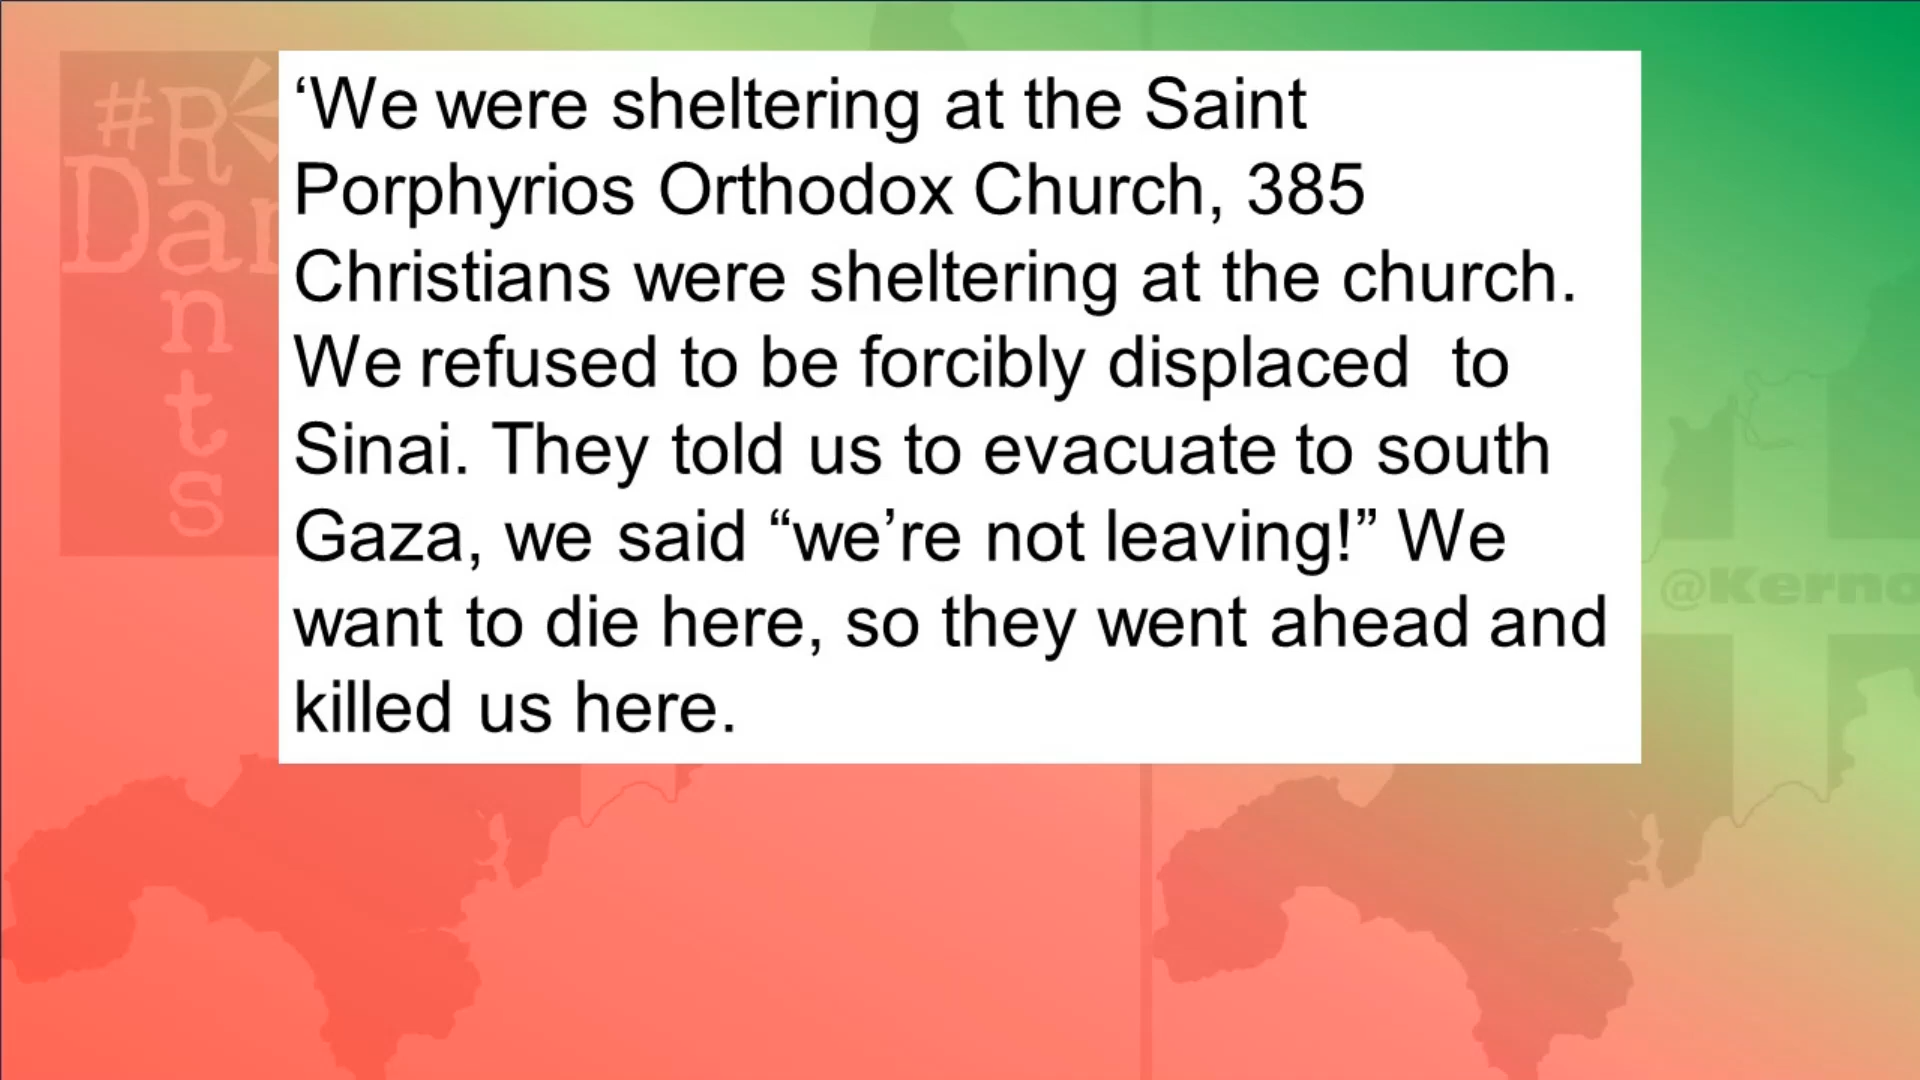 #R
Dan
n
t
s
‘We were sheltering at the Saint
Porphyrios Orthodox Church, 385
Christians were sheltering at the church.
We refused to be forcibly displaced  to
Sinai. They told us to evacuate to south
Gaza, we said “we’re not leaving!” We
want to die here, so they went ahead and
killed us here.
@Kerno